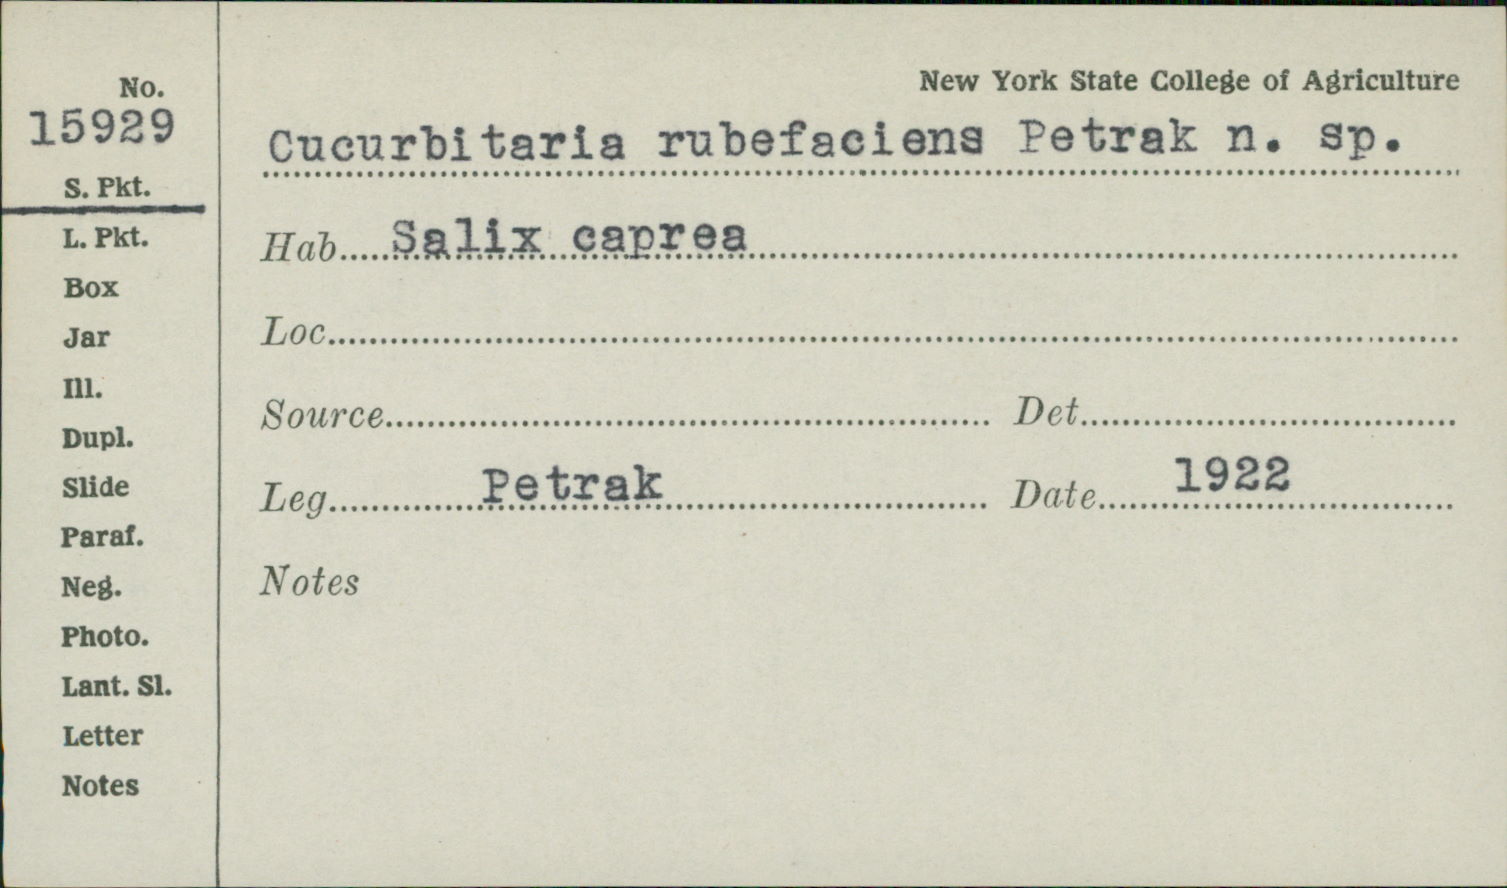 No.
15929
S. Pkt.
L. Pkt.
Box
Jar
Ill.
Dupl.
Slide
Paraf.
Neg.
Photo.
Lant. Sl.
Letter
Notes
New York State College of Agriculture
Cucurbitaria rubefaciens Petrak n. sp.
Hab....Salix caprea
Loc.
Source. Det.
Leg. Petrak Date. 1922
Notes